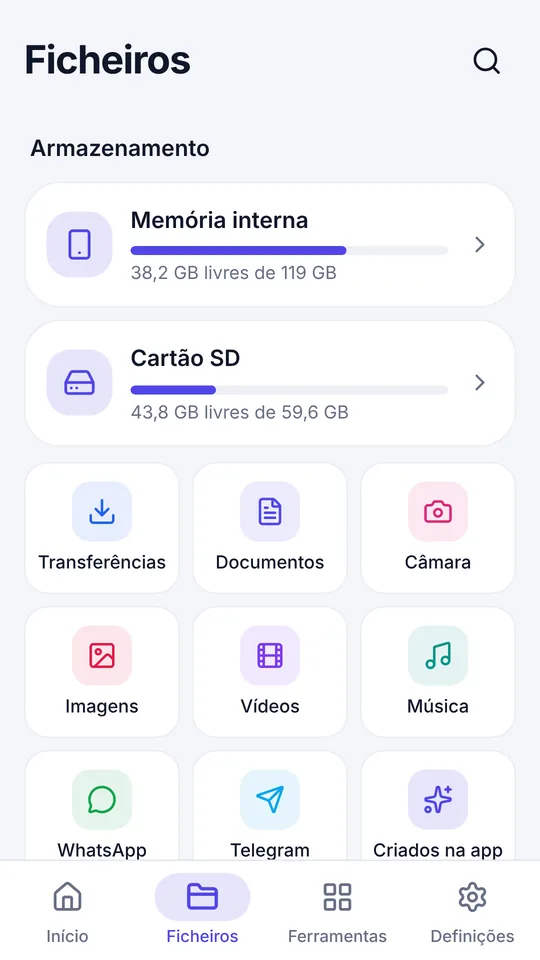 Ficheiros
Armazenamento
Memória interna
38,2 GB livres de 119 GB
Cartão SD
43,8 GB livres de 59,6 GB
Transferências
Documentos
Câmara
Imagens
Vídeos
Música
WhatsApp
Telegram
Criados na app
Início
Ficheiros
Ferramentas
Definições